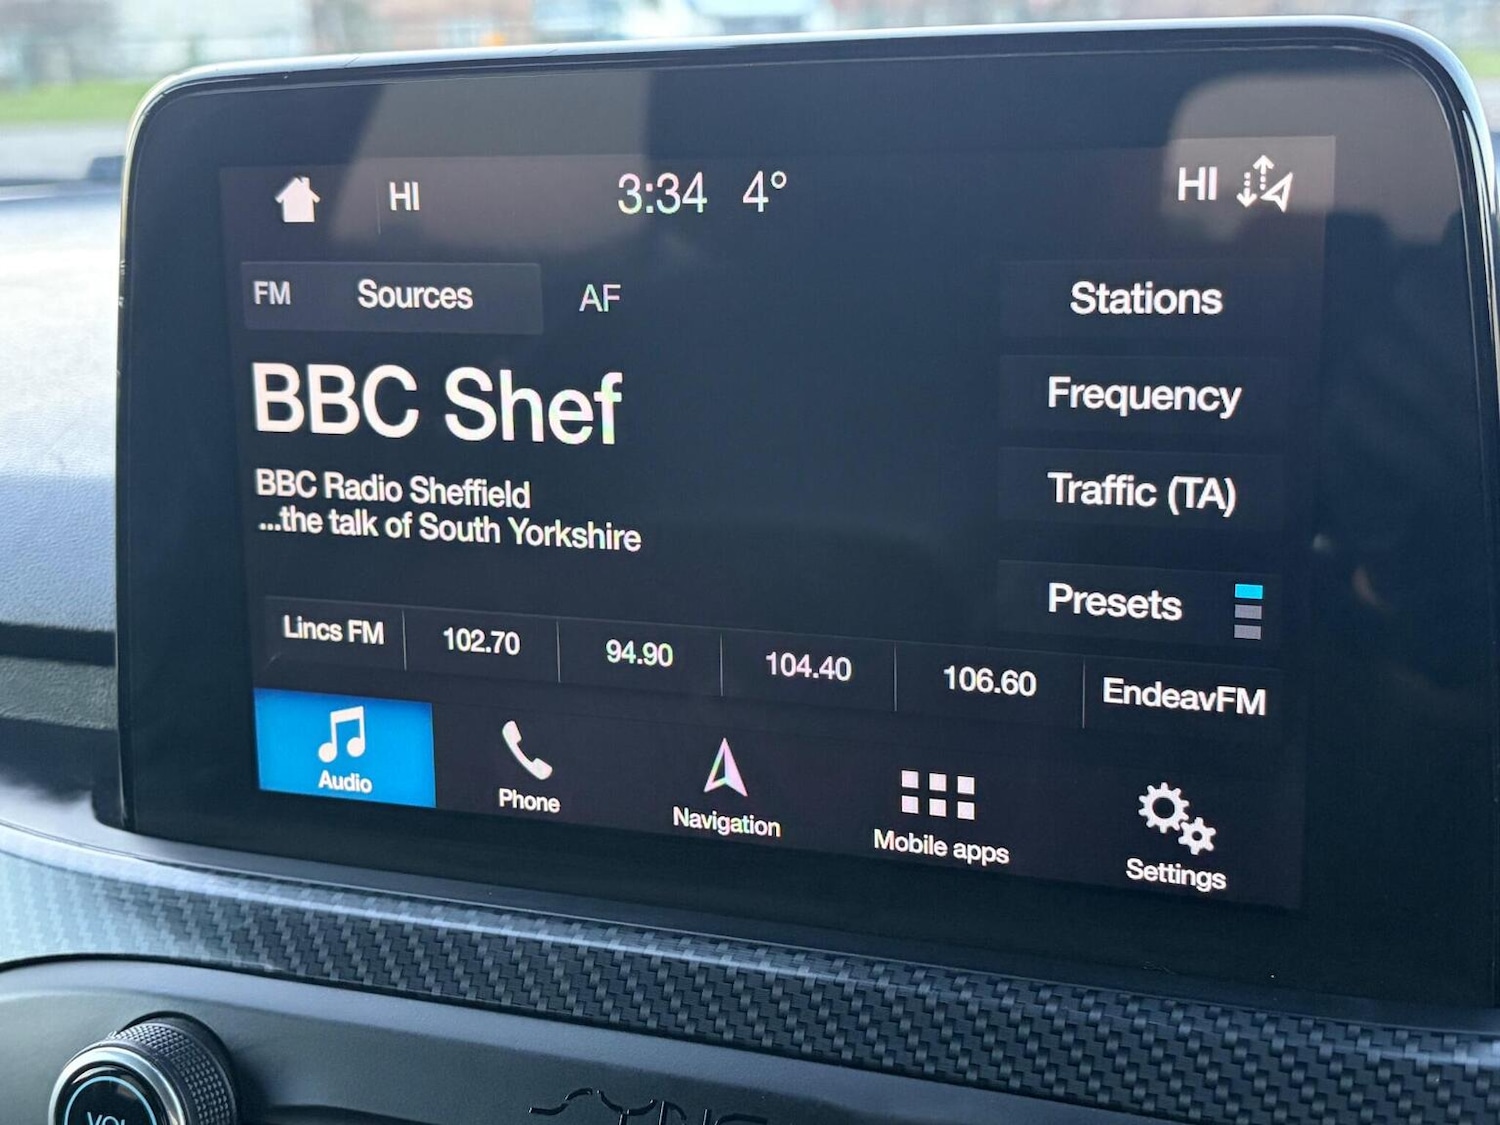 HI 3:34 4° HI
FM Sources AF Stations
BBC Shef
Frequency
BBC Radio Sheffield
...the talk of South Yorkshire
Traffic (TA)
Presets
Lincs FM 102.70 94.90 104.40 106.60 EndeavFM
Audio Phone Navigation Mobile apps Settings
VOL
SYNC